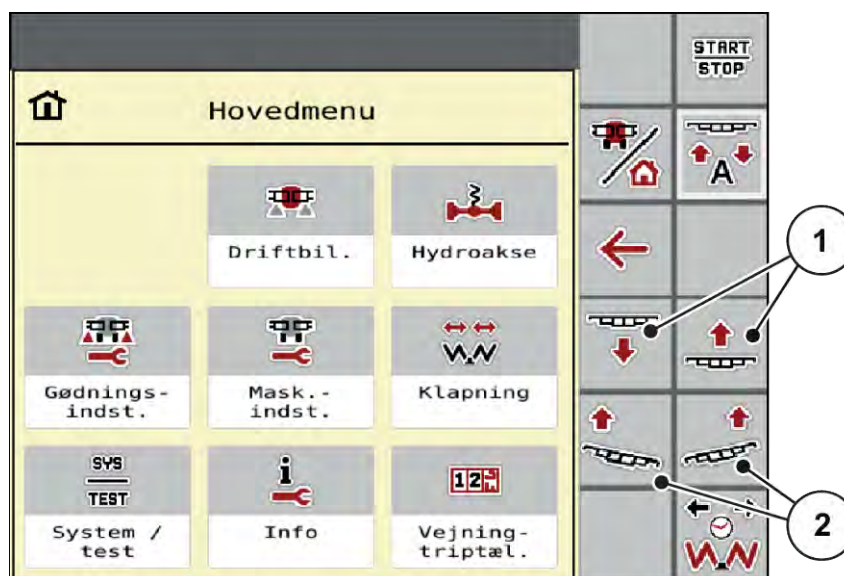 START
STOP
Hovedmenu
A
Driftbil.
Hydroakse
1
Gødnings-
indst.
Mask.-
indst.
Klapning
SYS
TEST
System /
test
i
Info
12
Vejning-
triptæl.
2